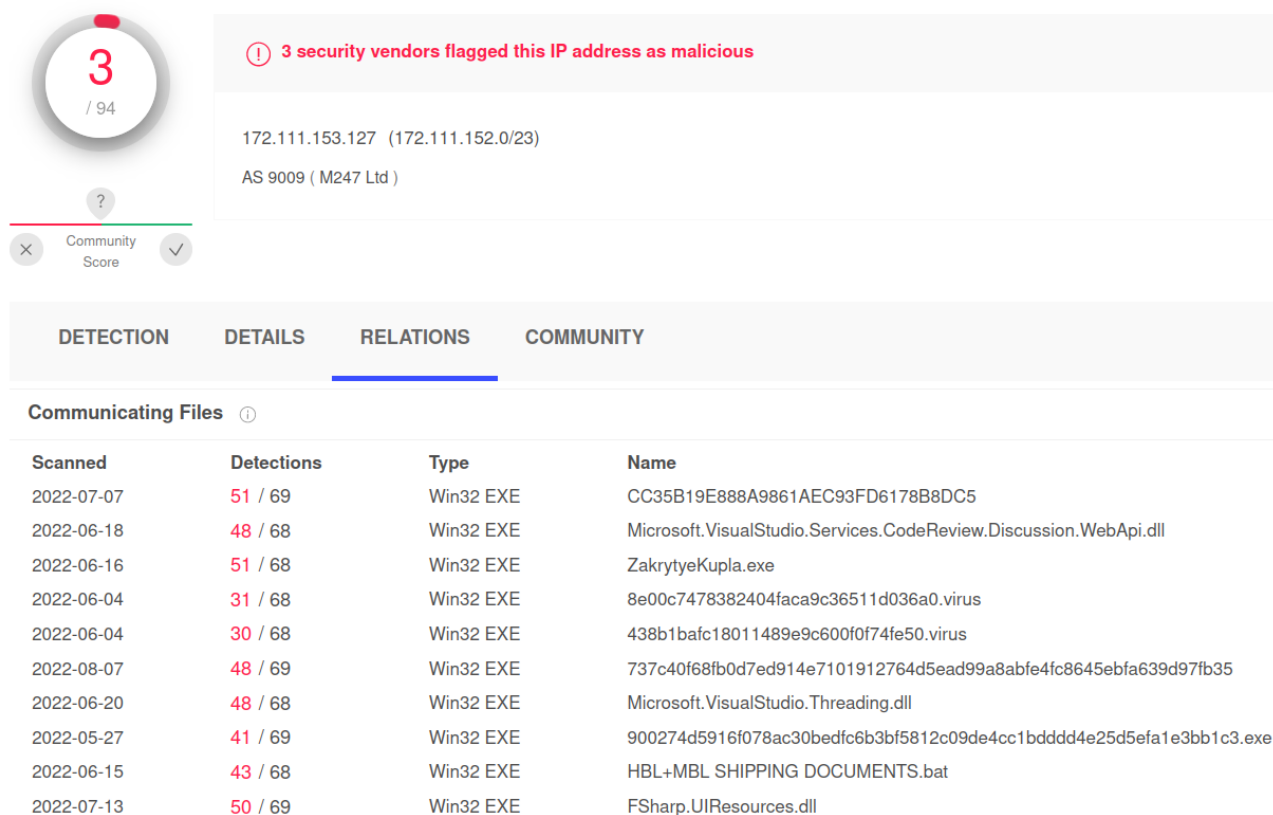 3
/ 94
3 security vendors flagged this IP address as malicious
172.111.153.127 (172.111.152.0/23)
AS 9009 ( M247 Ltd )
?
Community
Score
DETECTION DETAILS RELATIONS COMMUNITY
Communicating Files
Scanned Detections Type Name
2022-07-07 51 / 69 Win32 EXE CC35B19E888A9861AEC93FD6178B8DC5
2022-06-18 48 / 68 Win32 EXE Microsoft.VisualStudio.Services.CodeReview.Discussion.WebApi.dll
2022-06-16 51 / 68 Win32 EXE ZakrytyeKupla.exe
2022-06-04 31 / 68 Win32 EXE 8e00c7478382404faca9c36511d036a0.virus
2022-06-04 30 / 68 Win32 EXE 438b1bafc18011489e9c600f0f74fe50.virus
2022-08-07 48 / 69 Win32 EXE 737c40f68fb0d7ed914e7101912764d5ead99a8abfe4fc8645ebfa639d97fb35
2022-06-20 48 / 68 Win32 EXE Microsoft.VisualStudio.Threading.dll
2022-05-27 41 / 69 Win32 EXE 900274d5916f078ac30bedfc6b3bf5812c09de4cc1bdddd4e25d5efa1e3bb1c3.exe
2022-06-15 43 / 68 Win32 EXE HBL+MBL SHIPPING DOCUMENTS.bat
2022-07-13 50 / 69 Win32 EXE FSharp.UIResources.dll